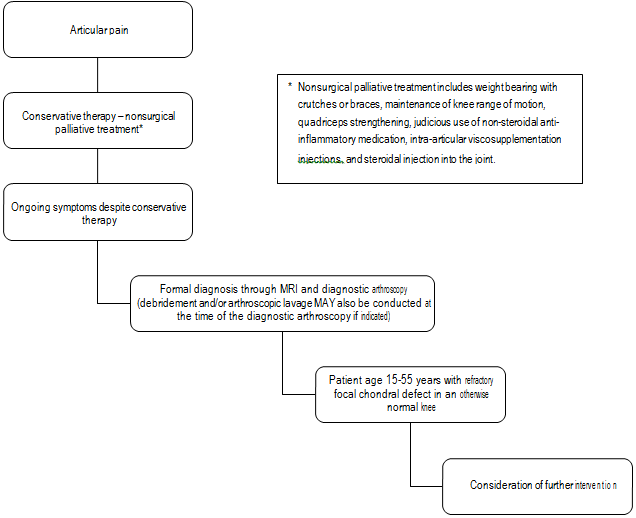 Articular pain
Conservative therapy – nonsurgical
palliative treatment*
* Nonsurgical palliative treatment includes weight bearing with
crutches or braces, maintenance of knee range of motion,
quadriceps strengthening, judicious use of non-steroidal anti-
inflammatory medication, intra-articular viscosupplementation
injections, and steroidal injection into the joint.
Ongoing symptoms despite conservative
therapy
Formal diagnosis through MRI and diagnostic arthroscopy
(debridement and/or arthroscopic lavage MAY also be conducted at
the time of the diagnostic arthroscopy if indicated)
Patient age 15-55 years with refractory
focal chondral defect in an otherwise
normal knee
Consideration of further intervention